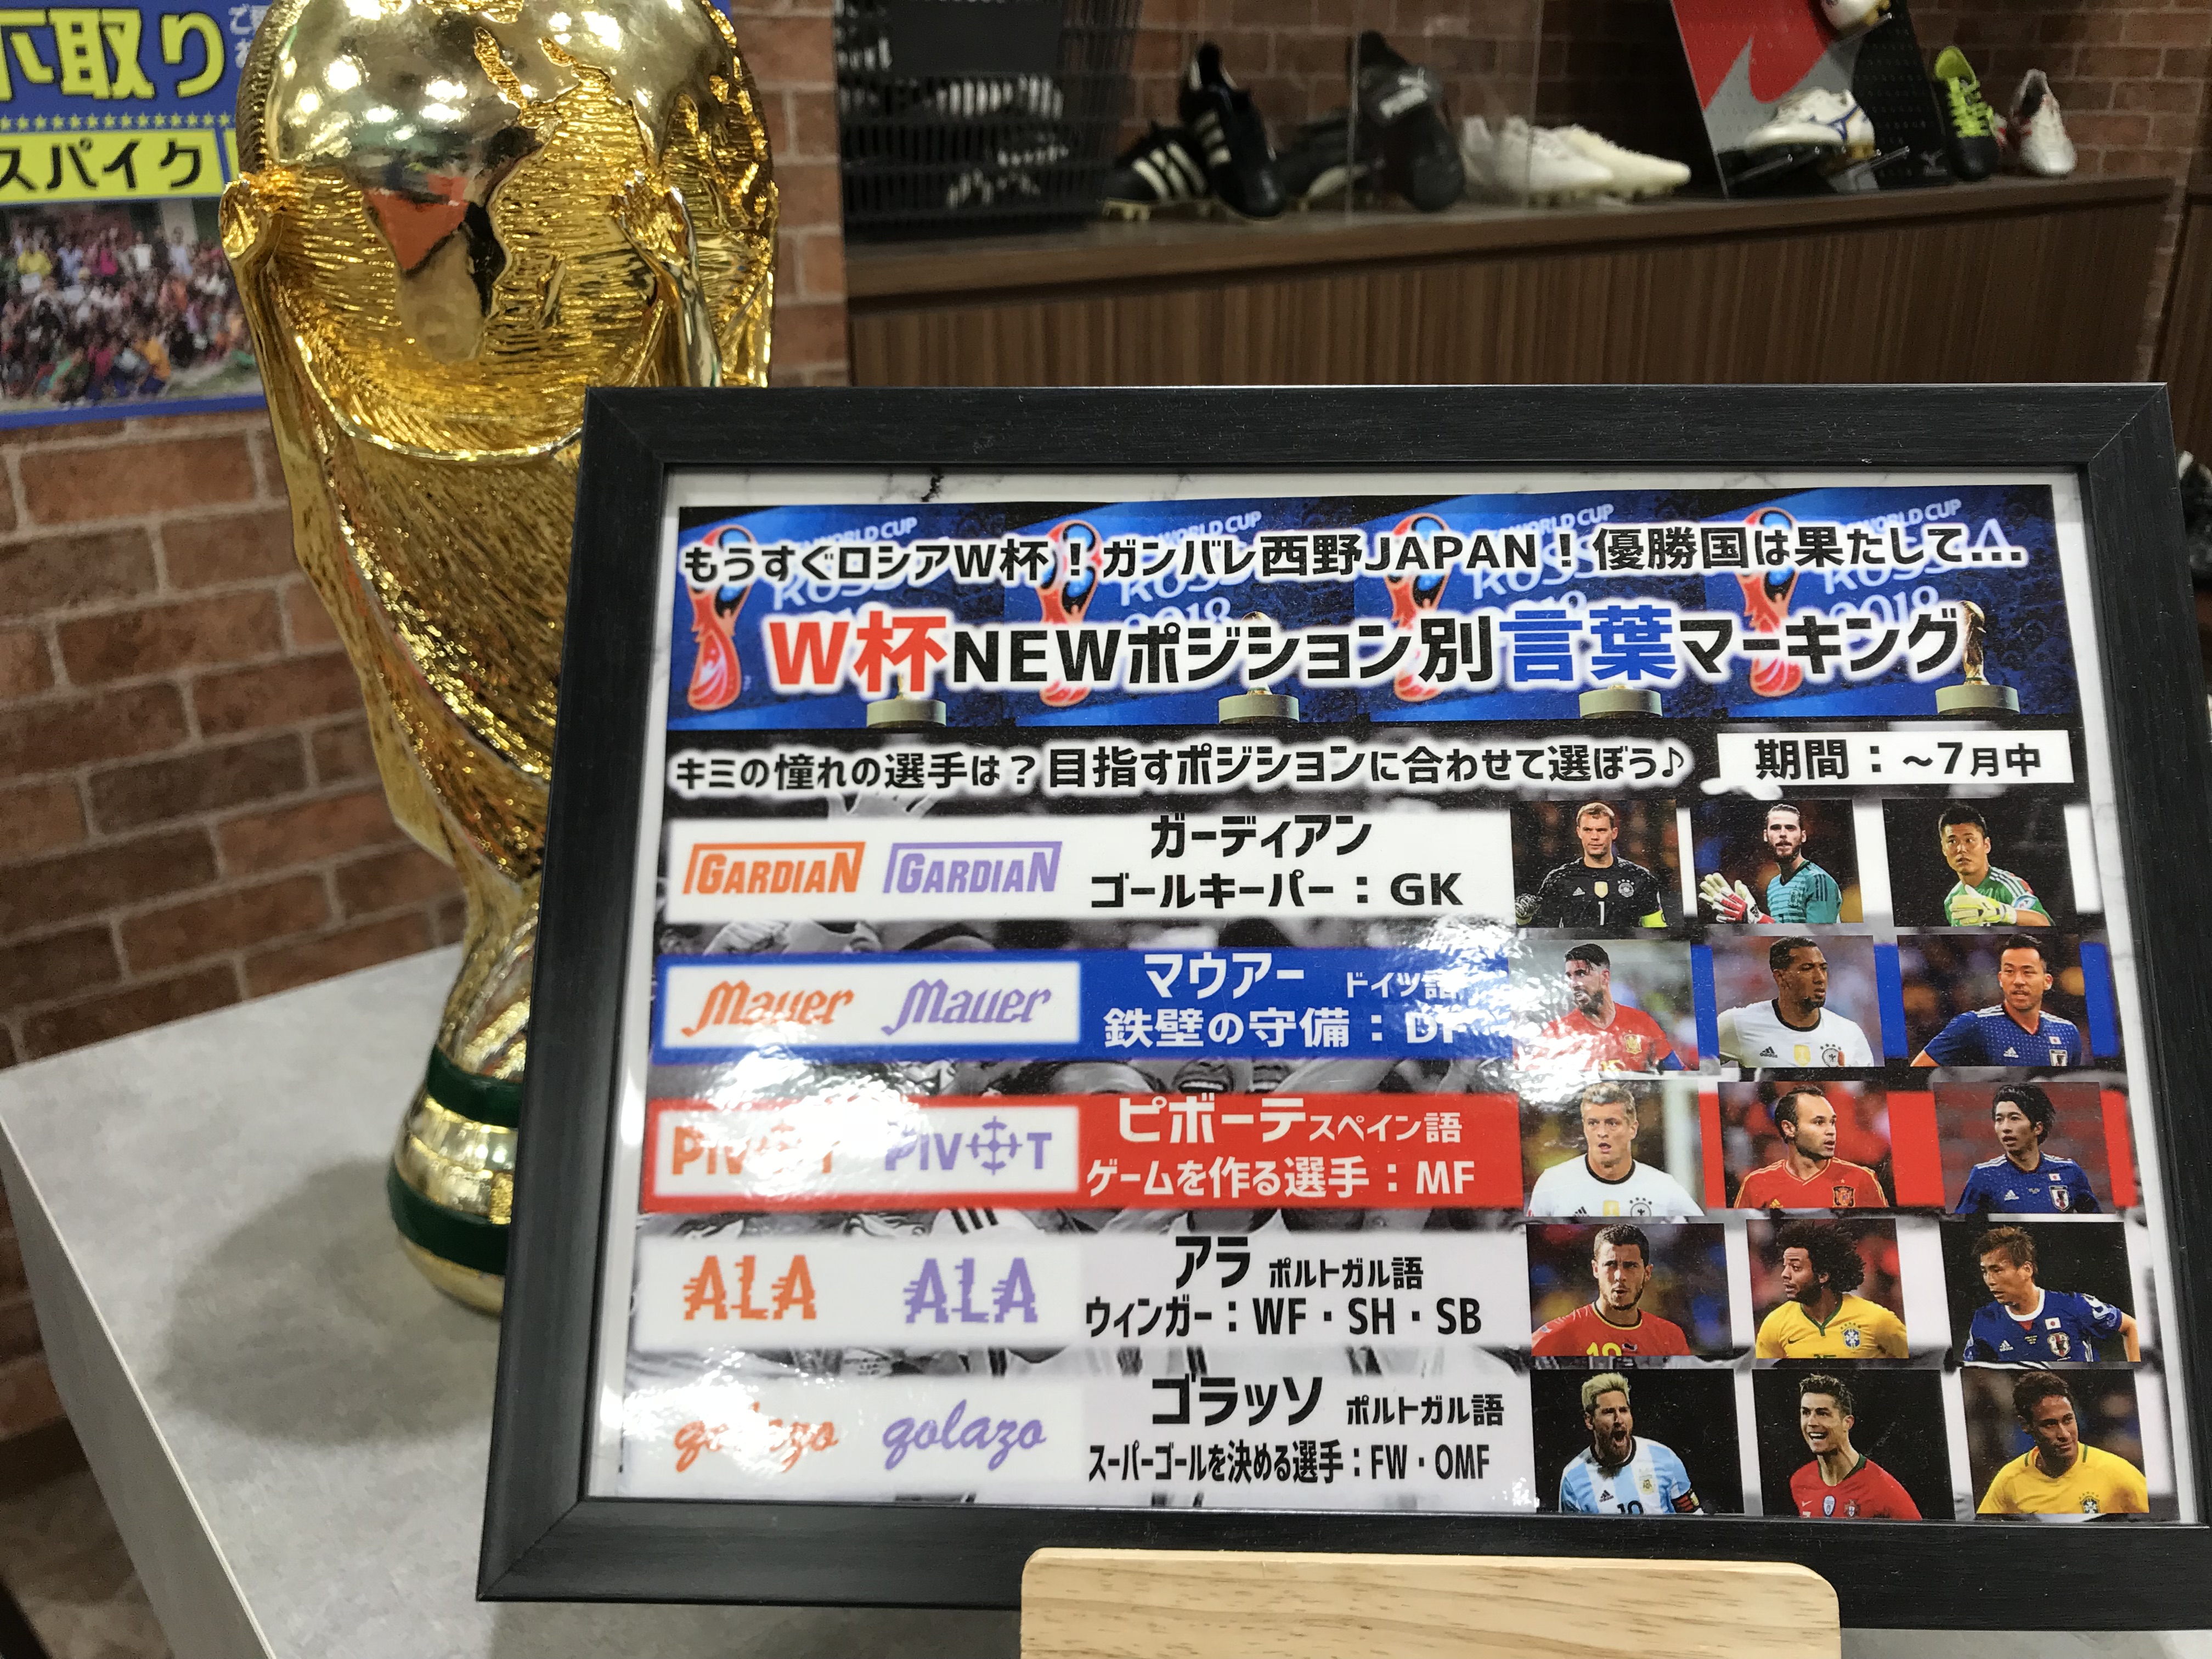 下取り
スパイク
もうすぐロシアW杯！ガンバレ西野JAPAN！優勝国は果たして...
W杯NEWポジション別言葉マーキング
キミの憧れの選手は？目指すポジションに合わせて選ぼう♪
期間：～7月中
GARDIAN GARDIAN
ガーディアン
ゴールキーパー：GK
Mauer Mauer
マウアー ドイツ語
鉄壁の守備：DF
PIVOT PIVOT
ピボーテ スペイン語
ゲームを作る選手：MF
ALA ALA
アラ ポルトガル語
ウィンガー：WF・SH・SB
golazo golazo
ゴラッソ ポルトガル語
スーパーゴールを決める選手：FW・OMF